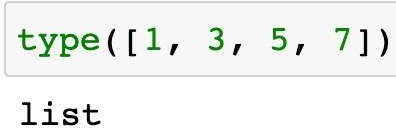 type([1, 3, 5, 7])
list